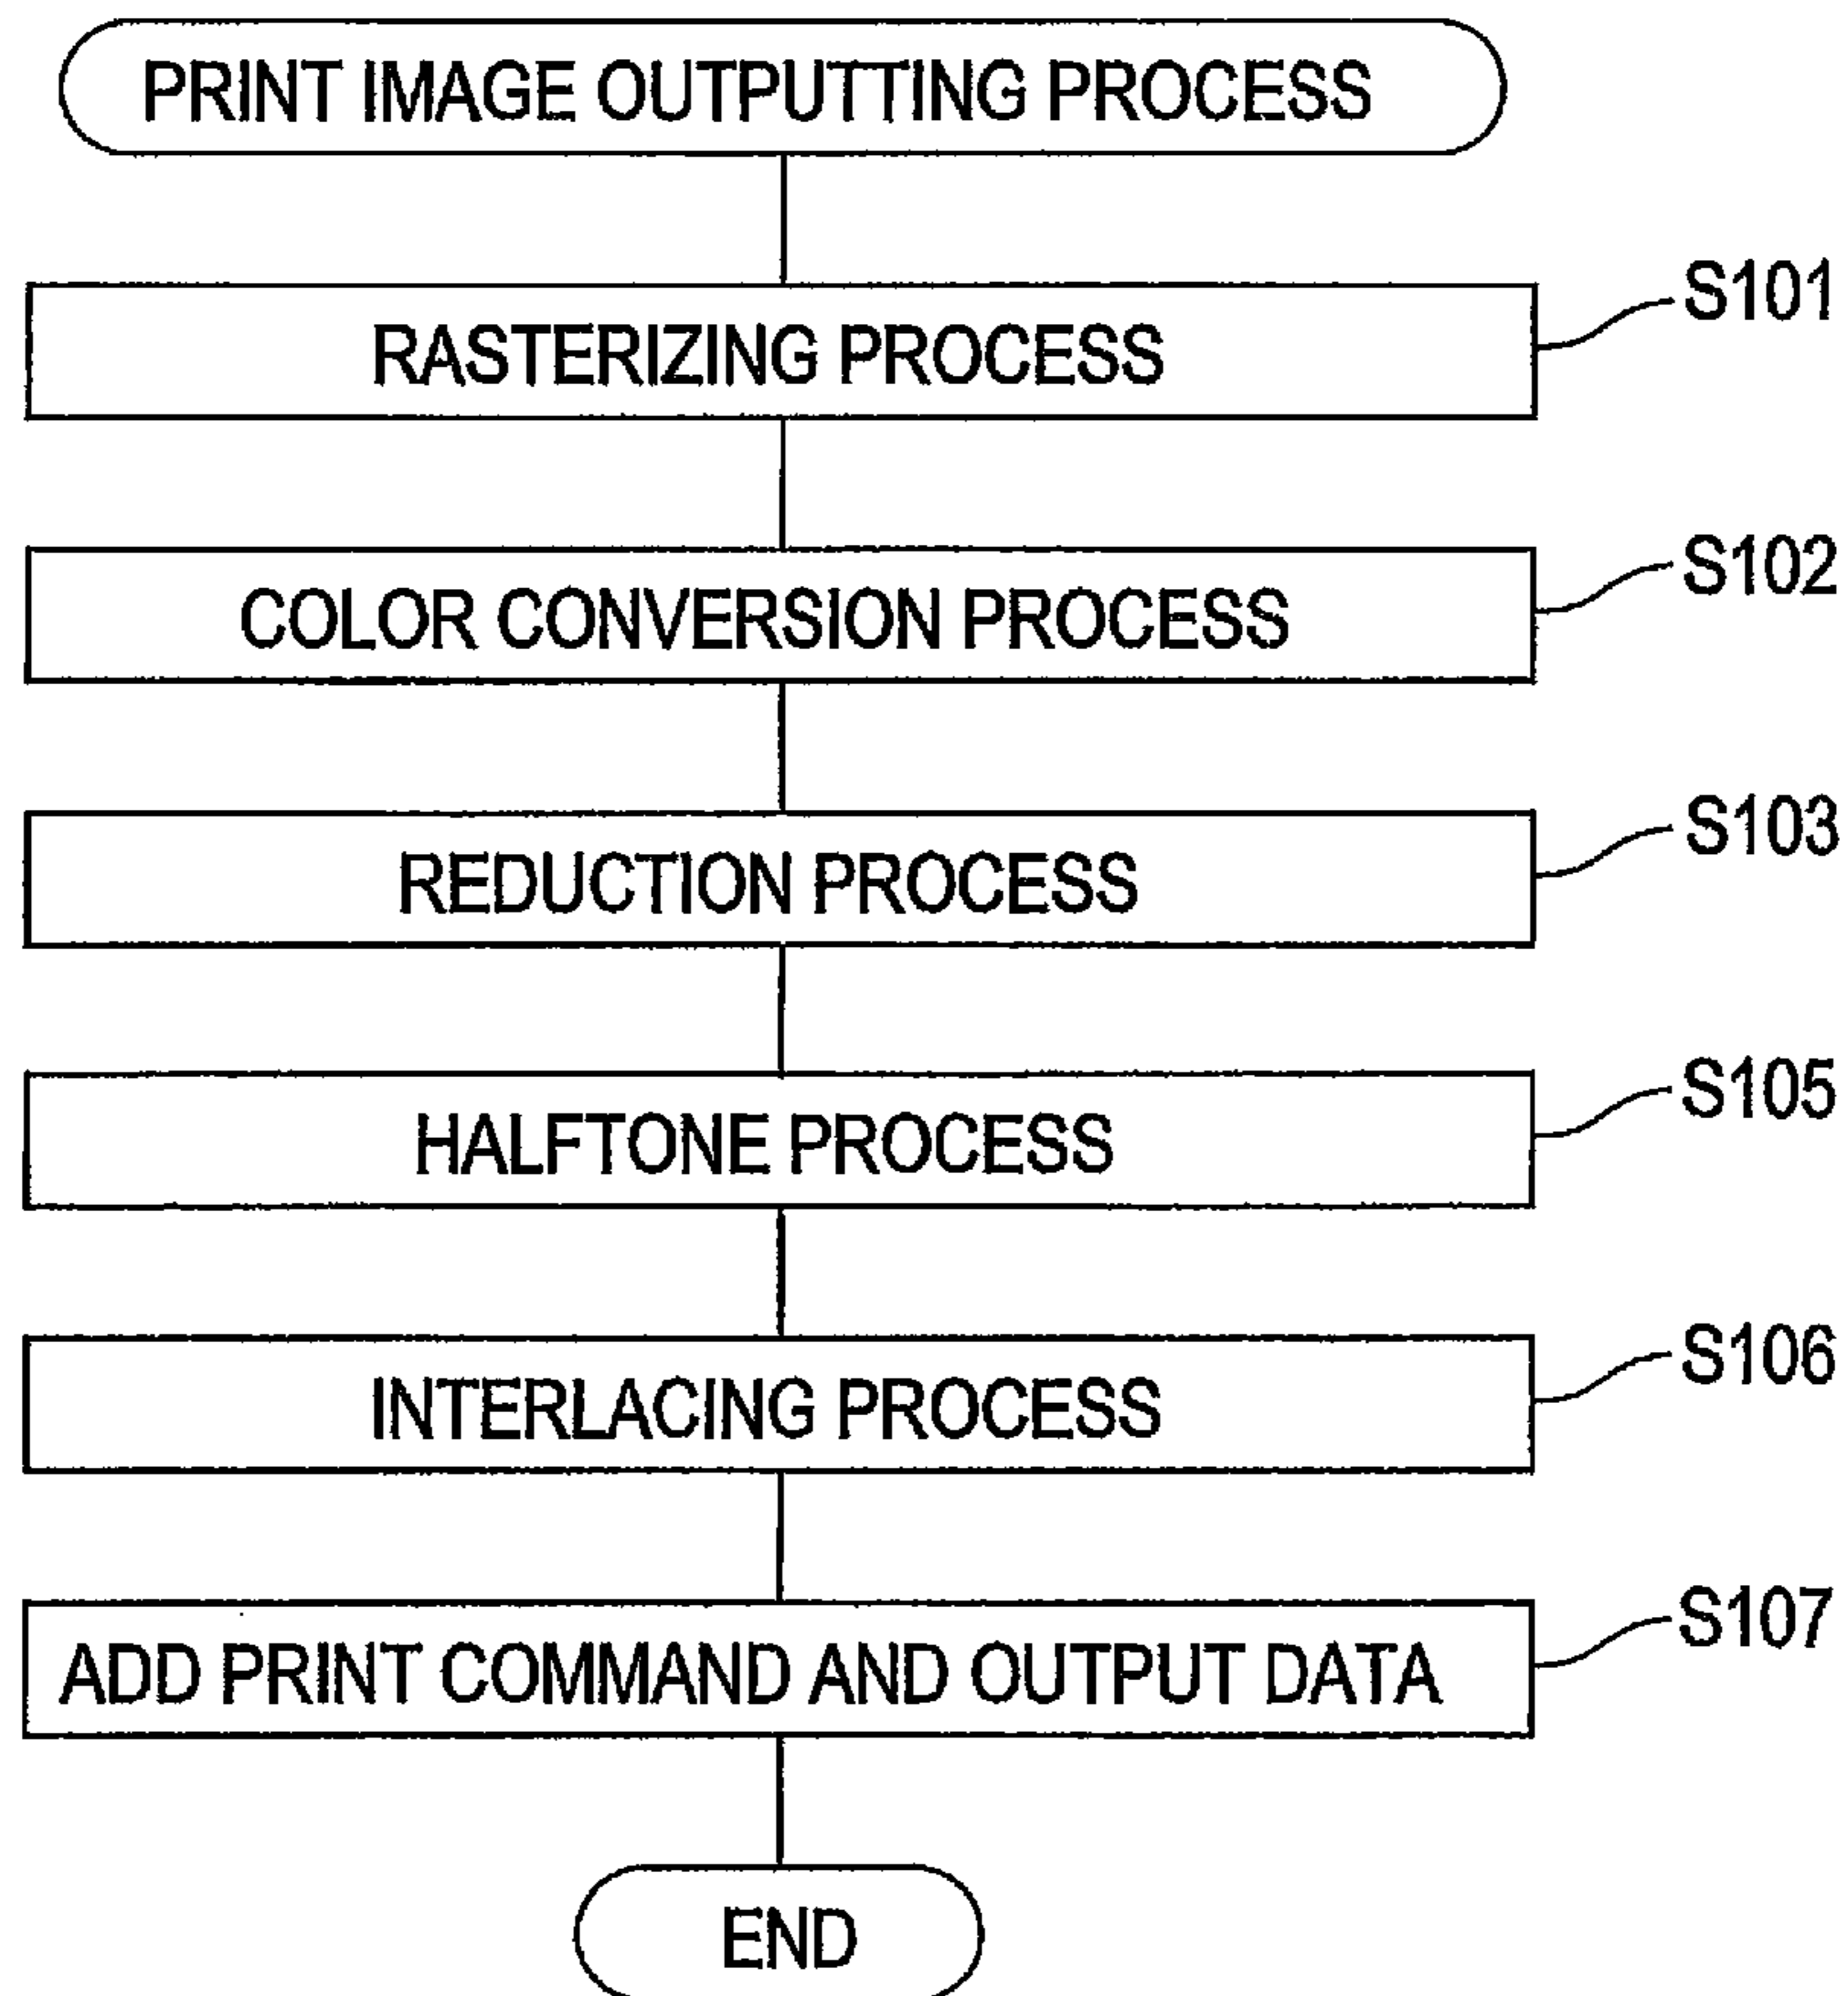 PRINT IMAGE OUTPUTTING PROCESS
S101
RASTERIZING PROCESS
S102
COLOR CONVERSION PROCESS
S103
REDUCTION PROCESS
S105
HALFTONE PROCESS
S106
INTERLACING PROCESS
S107
ADD PRINT COMMAND AND OUTPUT DATA
END